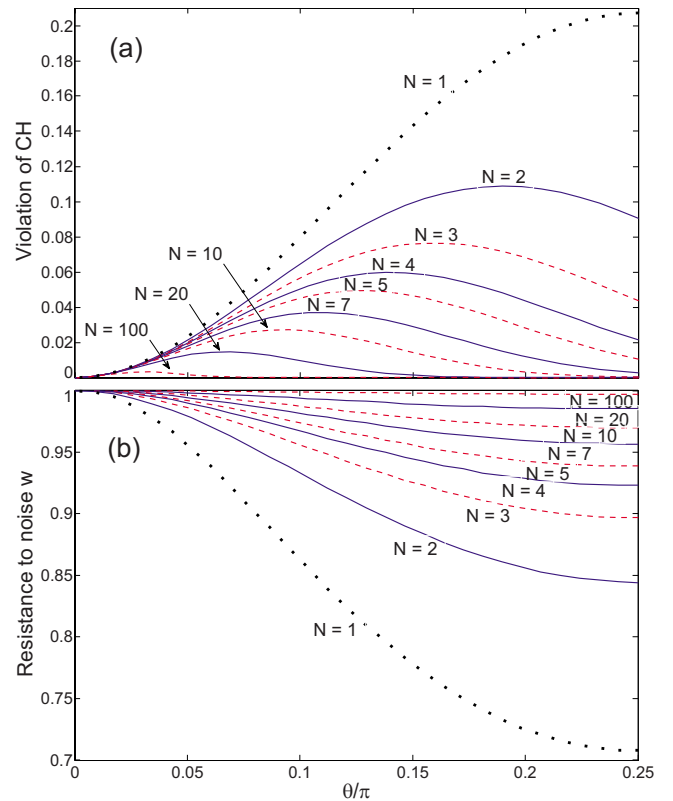 (a)
Violation of CH
0.2
0.18
0.16
0.14
0.12
0.1
0.08
0.06
0.04
0.02
0
N = 1
N = 2
N = 3
N = 4
N = 5
N = 7
N = 10
N = 20
N = 100
(b)
Resistance to noise w
1
0.95
0.9
0.85
0.8
0.75
0.7
N = 100
N = 20
N = 10
N = 7
N = 5
N = 4
N = 3
N = 2
N = 1
0
0.05
0.1
0.15
0.2
0.25
θ/π